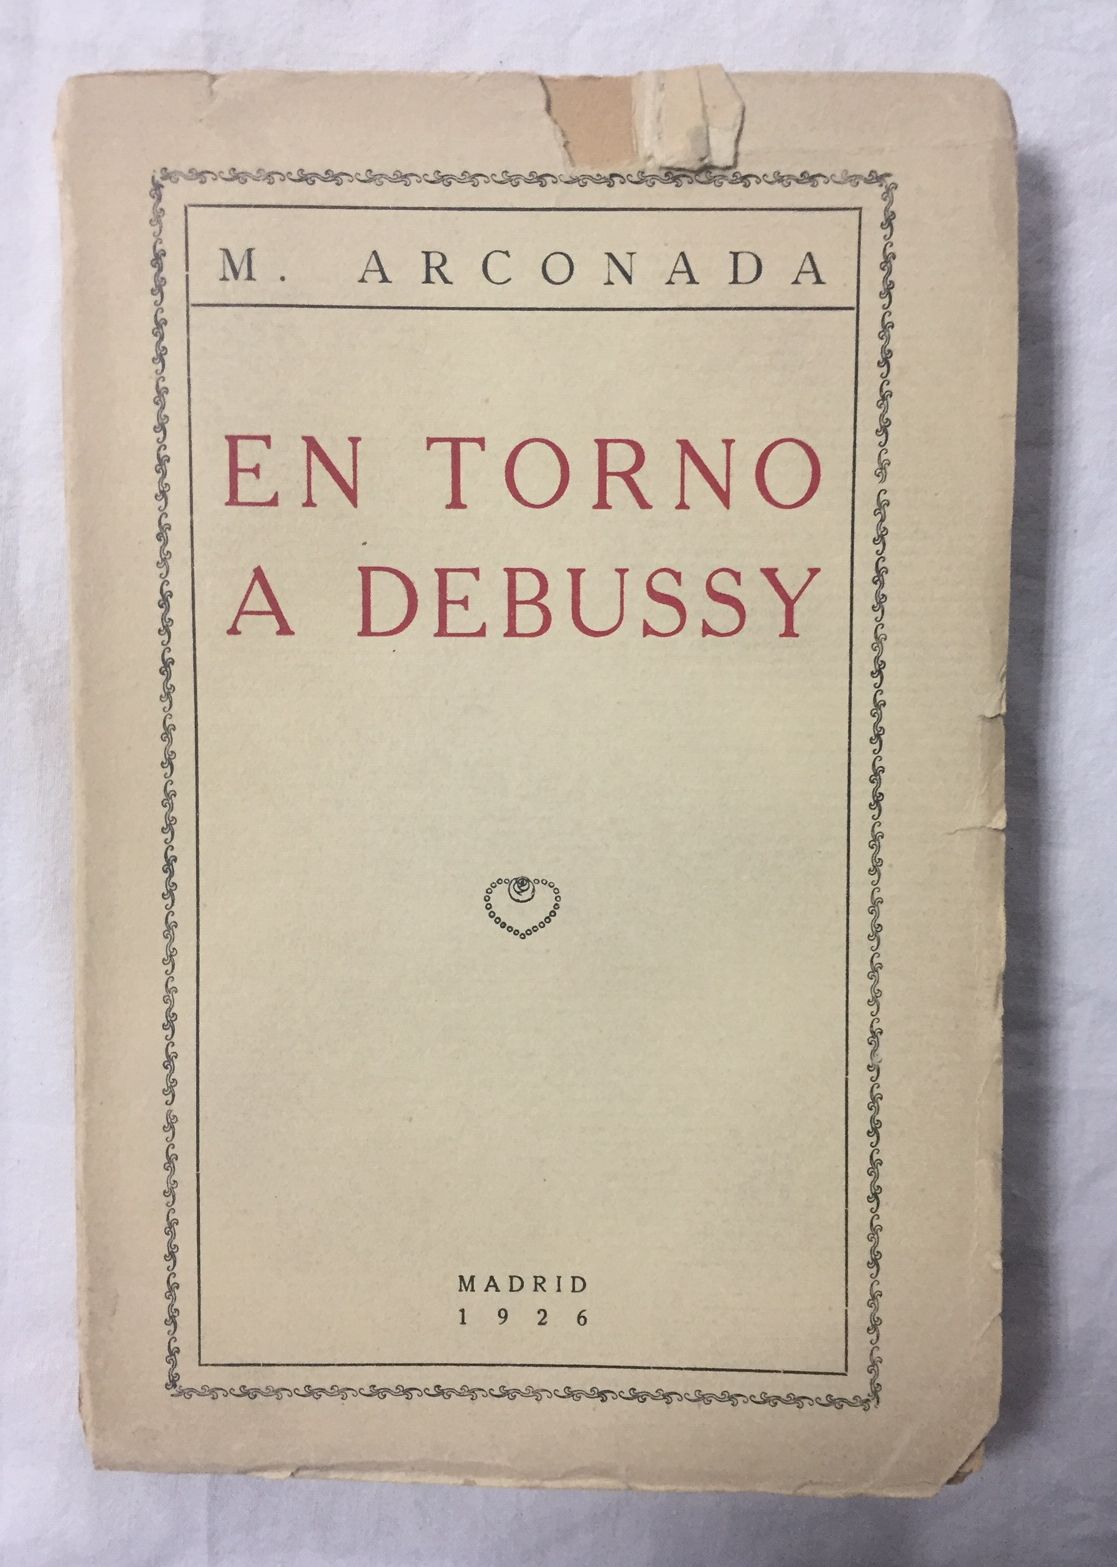 M. ARCONADA
EN TORNO
A DEBUSSY
MADRID
1926